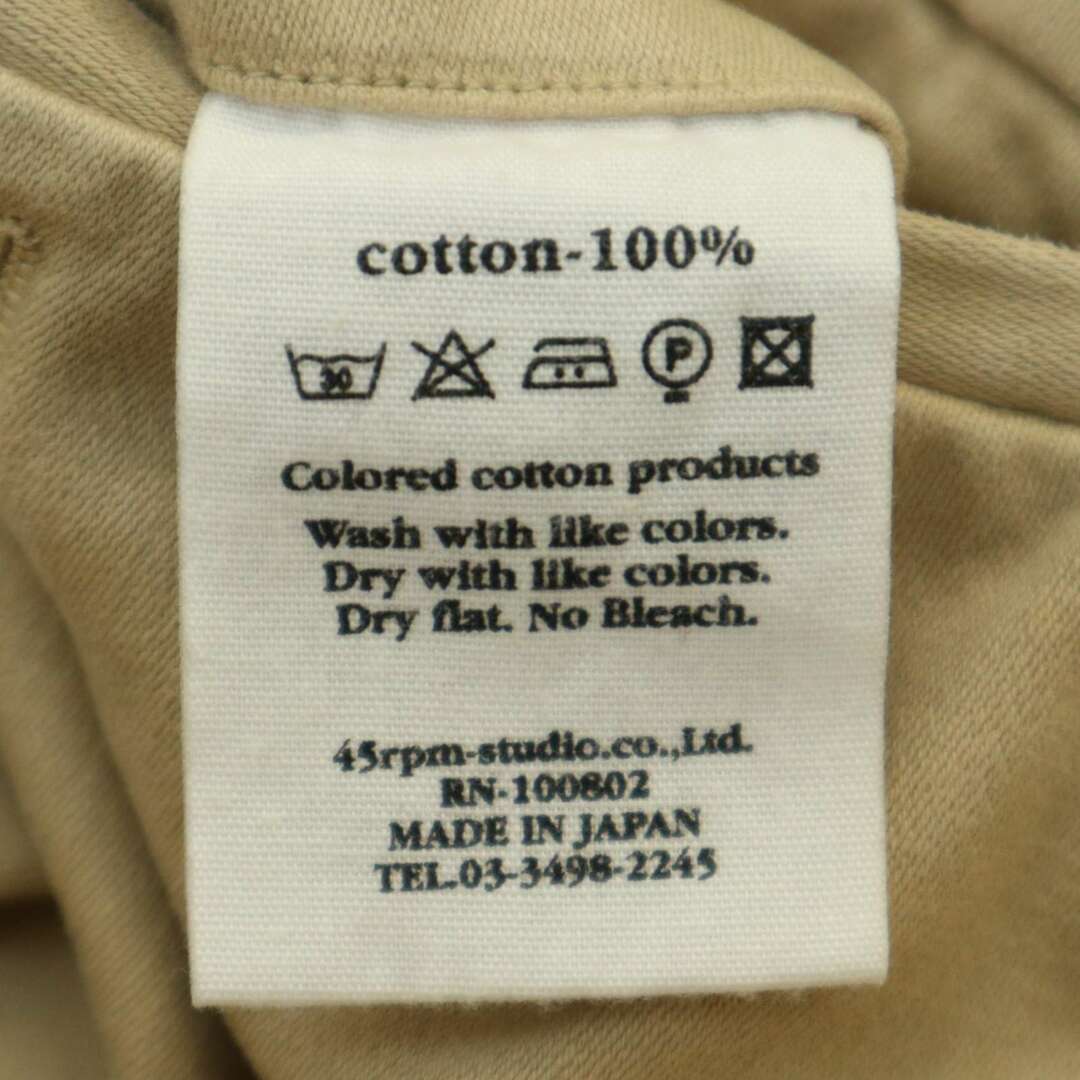 cotton-100%
30 P
Colored cotton products
Wash with like colors.
Dry with like colors.
Dry flat. No Bleach.
45rpm-studio.co.,Ltd.
RN-100802
MADE IN JAPAN
TEL.03-3498-2245